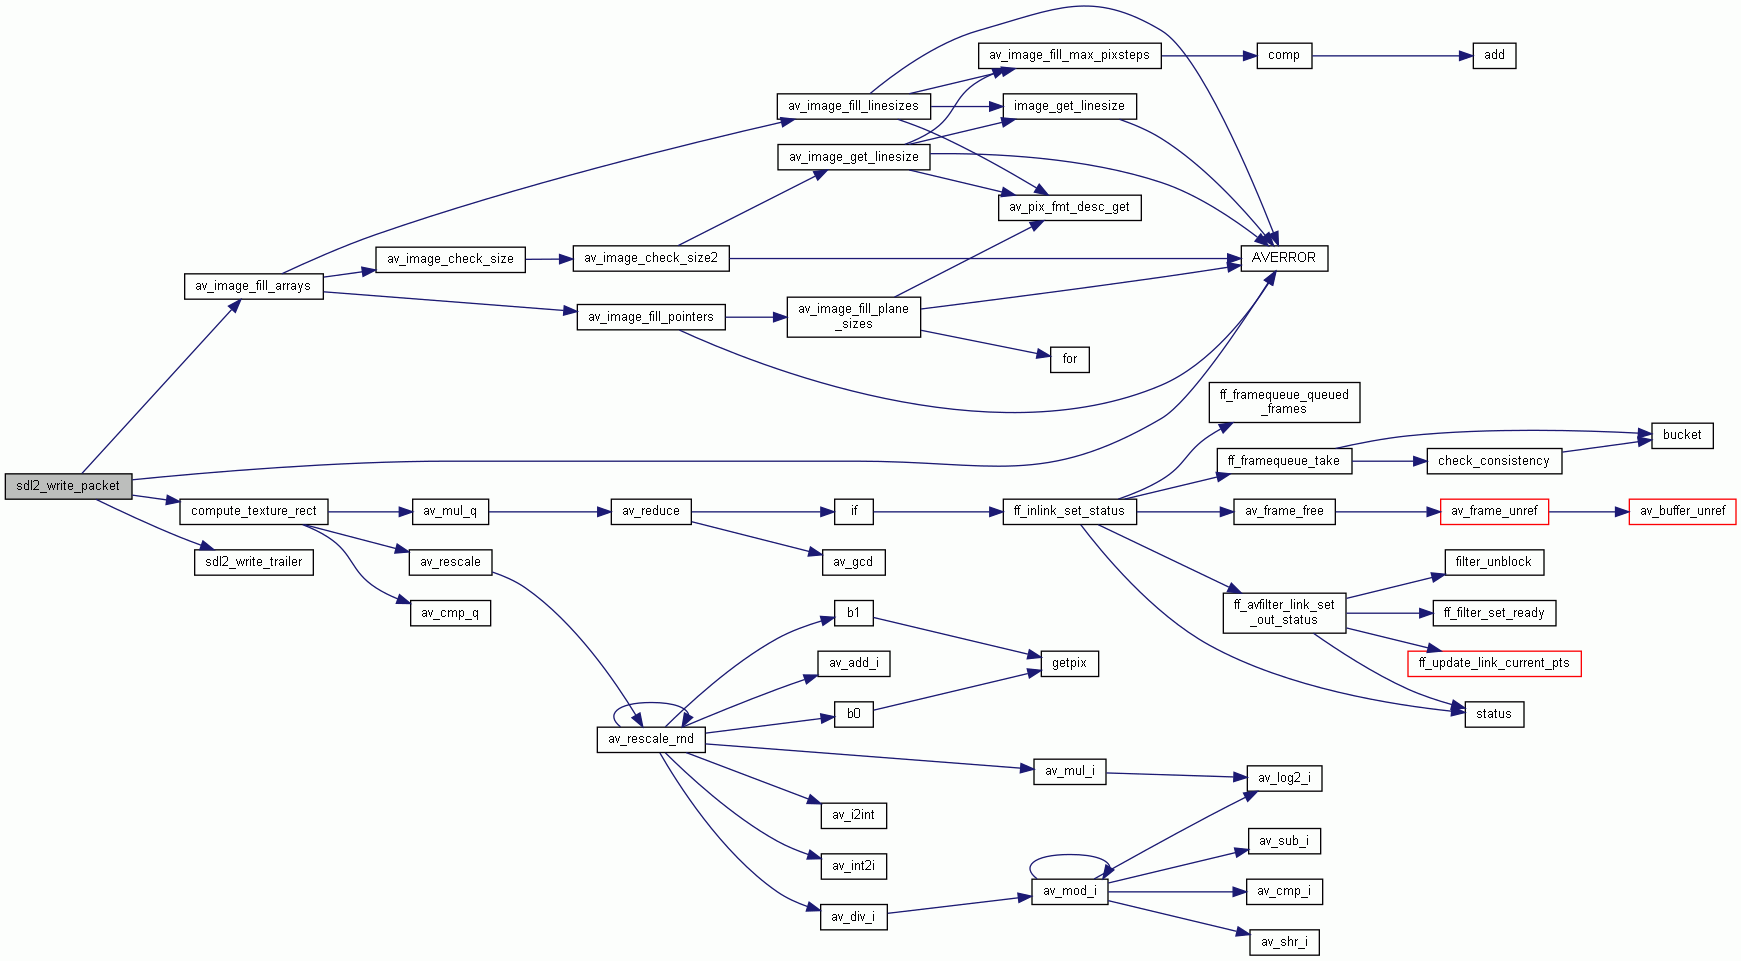 av_image_fill_max_pixsteps
comp
add
av_image_fill_linesizes
image_get_linesize
av_image_get_linesize
av_pix_fmt_desc_get
av_image_check_size
av_image_check_size2
AVERROR
av_image_fill_arrays
av_image_fill_pointers
av_image_fill_plane
_sizes
for
ff_framequeue_queued
_frames
bucket
ff_framequeue_take
check_consistency
sdl2_write_packet
compute_texture_rect
av_mul_q
av_reduce
if
ff_inlink_set_status
av_frame_free
av_frame_unref
av_buffer_unref
sdl2_write_trailer
av_rescale
av_gcd
filter_unblock
av_cmp_q
b1
ff_avfilter_link_set
_out_status
ff_filter_set_ready
av_add_i
getpix
ff_update_link_current_pts
b0
status
av_rescale_rnd
av_mul_i
av_log2_i
av_i2int
av_sub_i
av_int2i
av_mod_i
av_cmp_i
av_div_i
av_shr_i